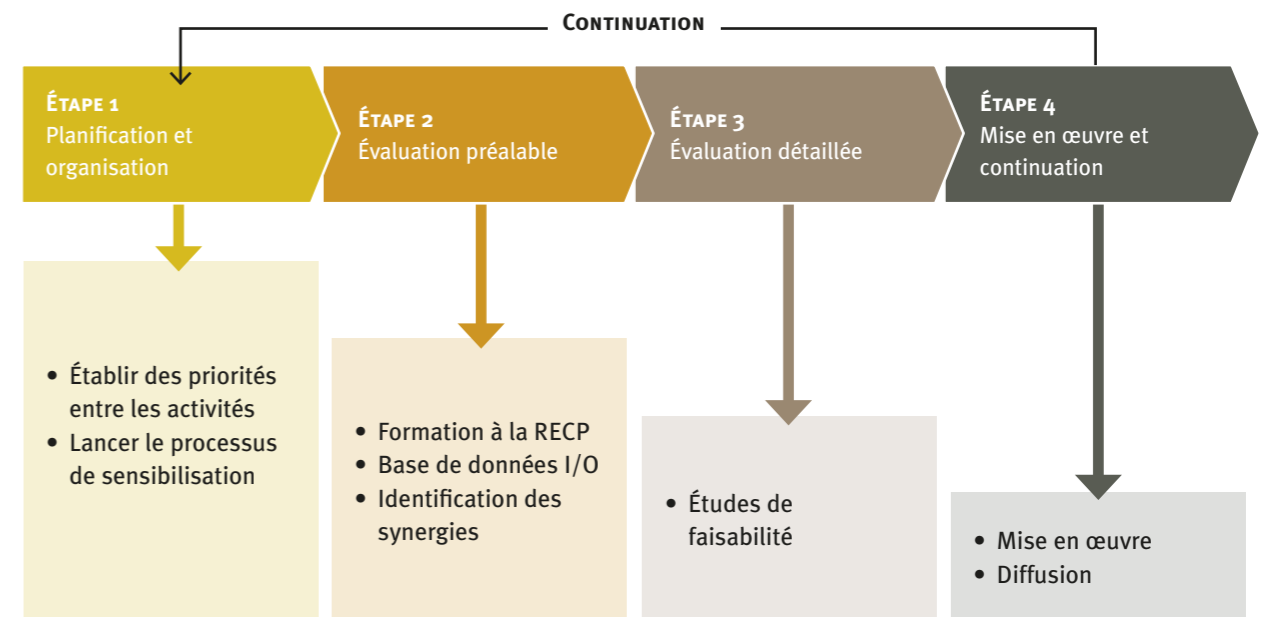 CONTINUATION
ÉTAPE 1
Planification et
organisation
ÉTAPE 2
Évaluation préalable
ÉTAPE 3
Évaluation détaillée
ÉTAPE 4
Mise en œuvre et
continuation
• Établir des priorités
entre les activités
• Lancer le processus
de sensibilisation
• Formation à la RECP
• Base de données I/O
• Identification des
synergies
• Études de
faisabilité
• Mise en œuvre
• Diffusion